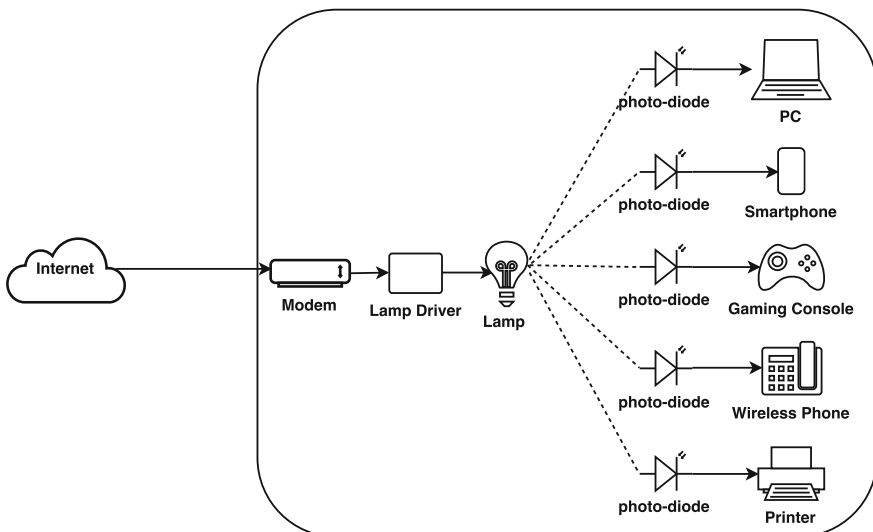 Internet
Modem
Lamp Driver
Lamp
photo-diode
PC
photo-diode
Smartphone
photo-diode
Gaming Console
photo-diode
Wireless Phone
photo-diode
Printer